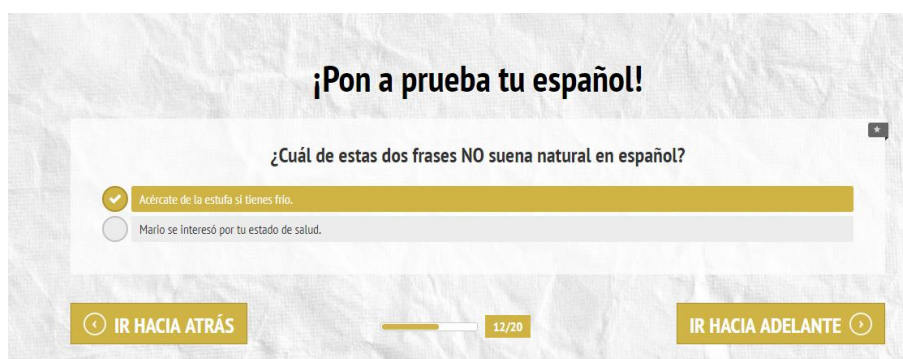 ¡Pon a prueba tu español!
¿Cuál de estas dos frases NO suena natural en español?
Acércate de la estufa si tienes frío.
Mario se interesó por tu estado de salud.
IR HACIA ATRÁS
12/20
IR HACIA ADELANTE